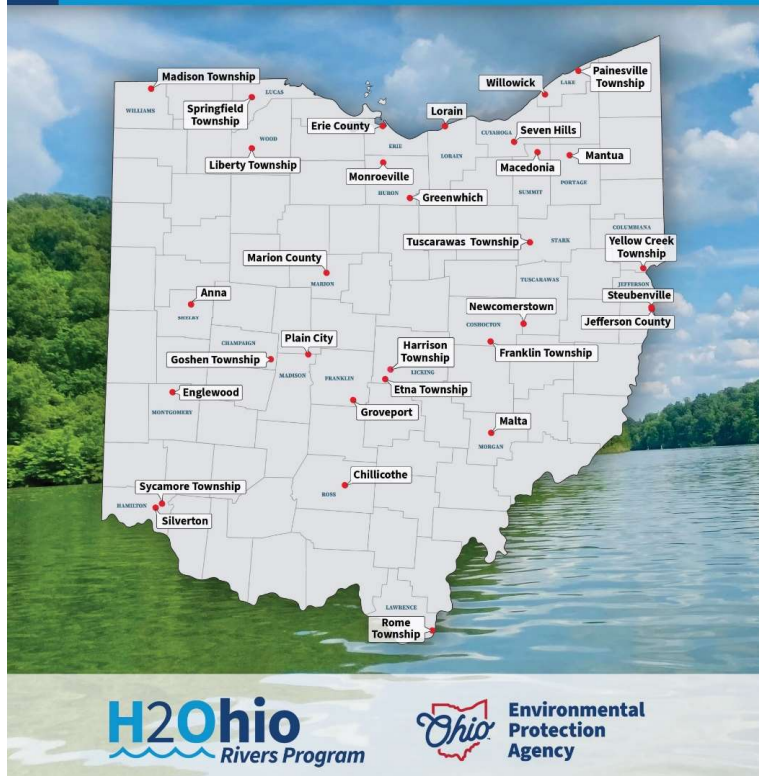 Madison Township
Painesville
Township
Willowick
LAKE
LUCAS
WILLIAMS
Springfield
Township
Lorain
Erie County
Seven Hills
CUYAHOGA
WOOD
ERIE
LORAIN
Liberty Township
Macedonia
Mantua
Monroeville
PORTAGE
HURON
SUMMIT
Greenwhich
COLUMBIANA
Tuscarawas Township
STARK
Yellow Creek
Township
Marion County
TUSCARAWAS
MARION
JEFFERSON
Anna
Steubenville
Newcomerstown
SHELBY
Jefferson County
COSHOCTON
Plain City
CHAMPAIGN
Harrison
Township
Franklin Township
Goshen Township
LICKING
MADISON
FRANKLIN
Etna Township
Englewood
MONTGOMERY
Groveport
Malta
MORGAN
Chillicothe
Sycamore Township
ROSS
HAMILTON
Silverton
LAWRENCE
Rome
Township
H2Ohio
Rivers Program
Ohio
Environmental
Protection
Agency